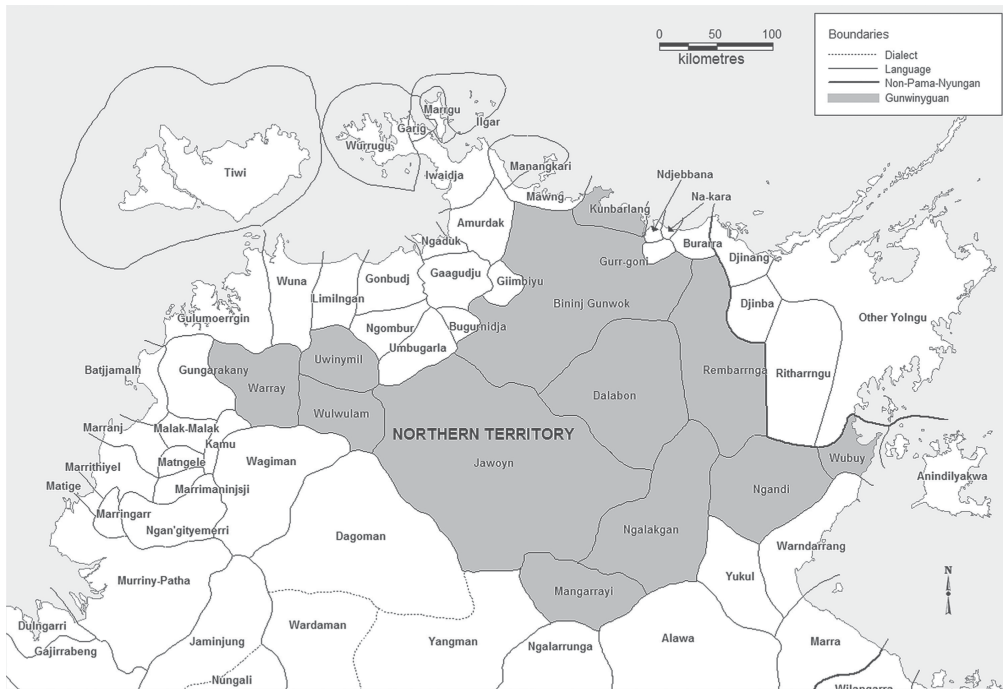 0 50 100
kilometres
Boundaries
Dialect
Language
Non-Pama-Nyungan
Gunwinyguan
Tiwi
Wurrugu
Garig
Marrgu
Ilgar
Iwaidja
Manangkari
Mawng
Kunbarlang
Ndjebbana
Na-kara
Amurdak
Ngaduk
Gurr-goni
Burarra
Djinang
Wuna
Limilngan
Gonbudj
Gaagudju
Giimbiyu
Bininj Gunwok
Djinba
Other Yolngu
Gulumoerrgin
Ngombur
Bugurnidja
Umbugarla
Uwinymil
Batjjamalh
Gungarakany
Warray
Wulwulam
Dalabon
Rembarrnga
Ritharrngu
Marranj
Malak-Malak
Kamu
NORTHERN TERRITORY
Wubuy
Marrithiyel
Matngele
Wagiman
Jawoyn
Anindilyakwa
Matige
Marrimaninjsji
Ngandi
Marringarr
Ngan'gityemerri
Dagoman
Ngalakgan
Warndarrang
Murriny-Patha
Mangarrayi
Yukul
N
Dulngarri
Gajirrabeng
Jaminjung
Wardaman
Yangman
Ngalarrunga
Alawa
Marra
Nungali
Wilangarra